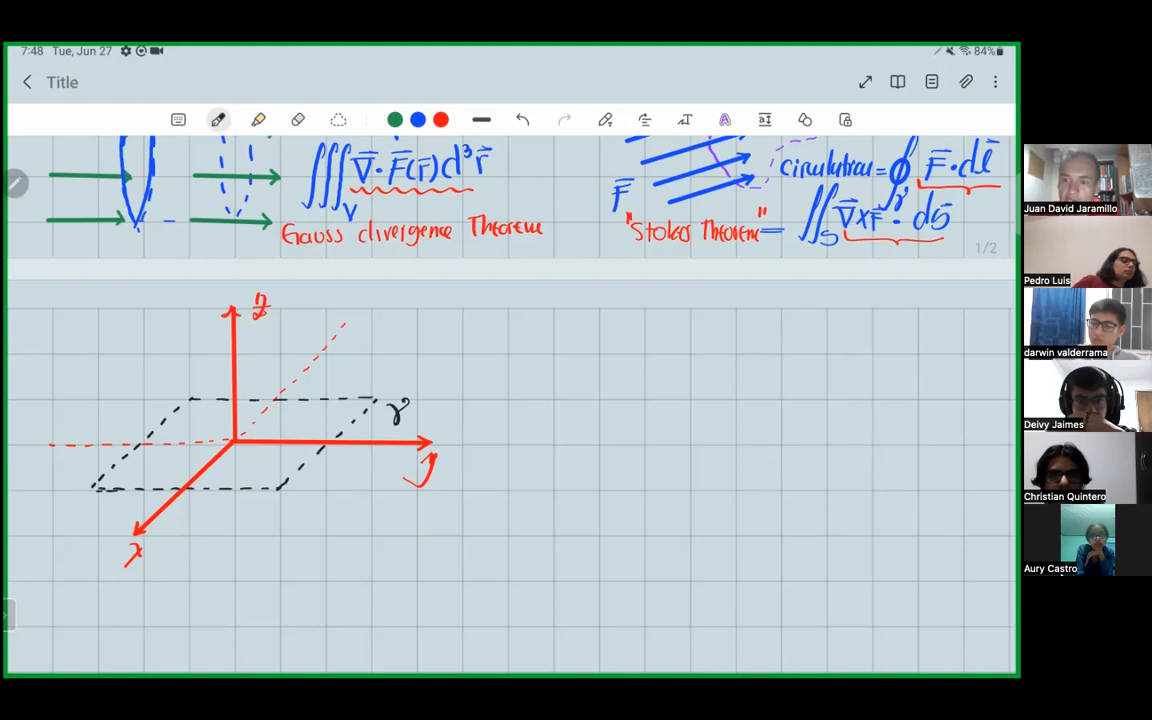 7:48 Tue, Jun 27
84%
Title
∭_V ∇⃗ · F⃗(r⃗) d³r⃗
Gauss divergence Theorem
F⃗
circulation = ∮_γ F⃗ · dl⃗
"Stokes Theorem" = ∬_S ∇⃗ x F⃗ · dS⃗
1/2
z
γ
y
x
Juan David Jaramillo
Pedro Luis
darwin valderrama
Deivy Jaimes
Christian Quintero
Aury Castro